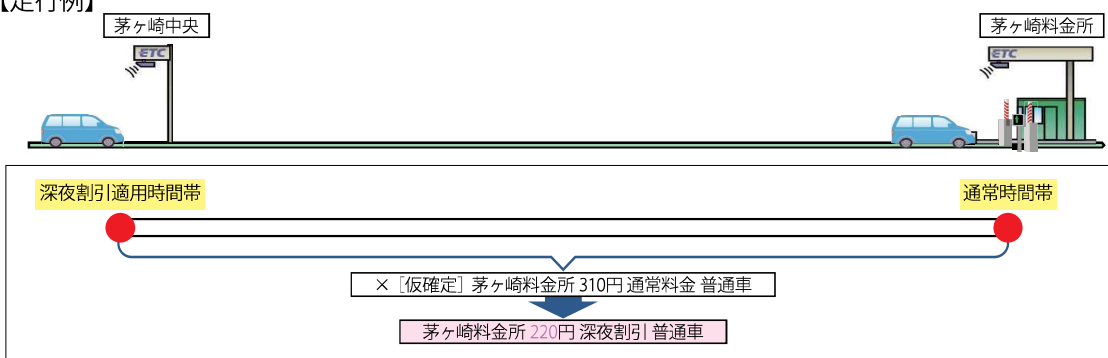 【走行例】
茅ヶ崎中央
茅ヶ崎料金所
ETC
ETC
深夜割引適用時間帯
通常時間帯
×［仮確定］茅ヶ崎料金所 310円 通常料金 普通車
茅ヶ崎料金所 220円 深夜割引 普通車